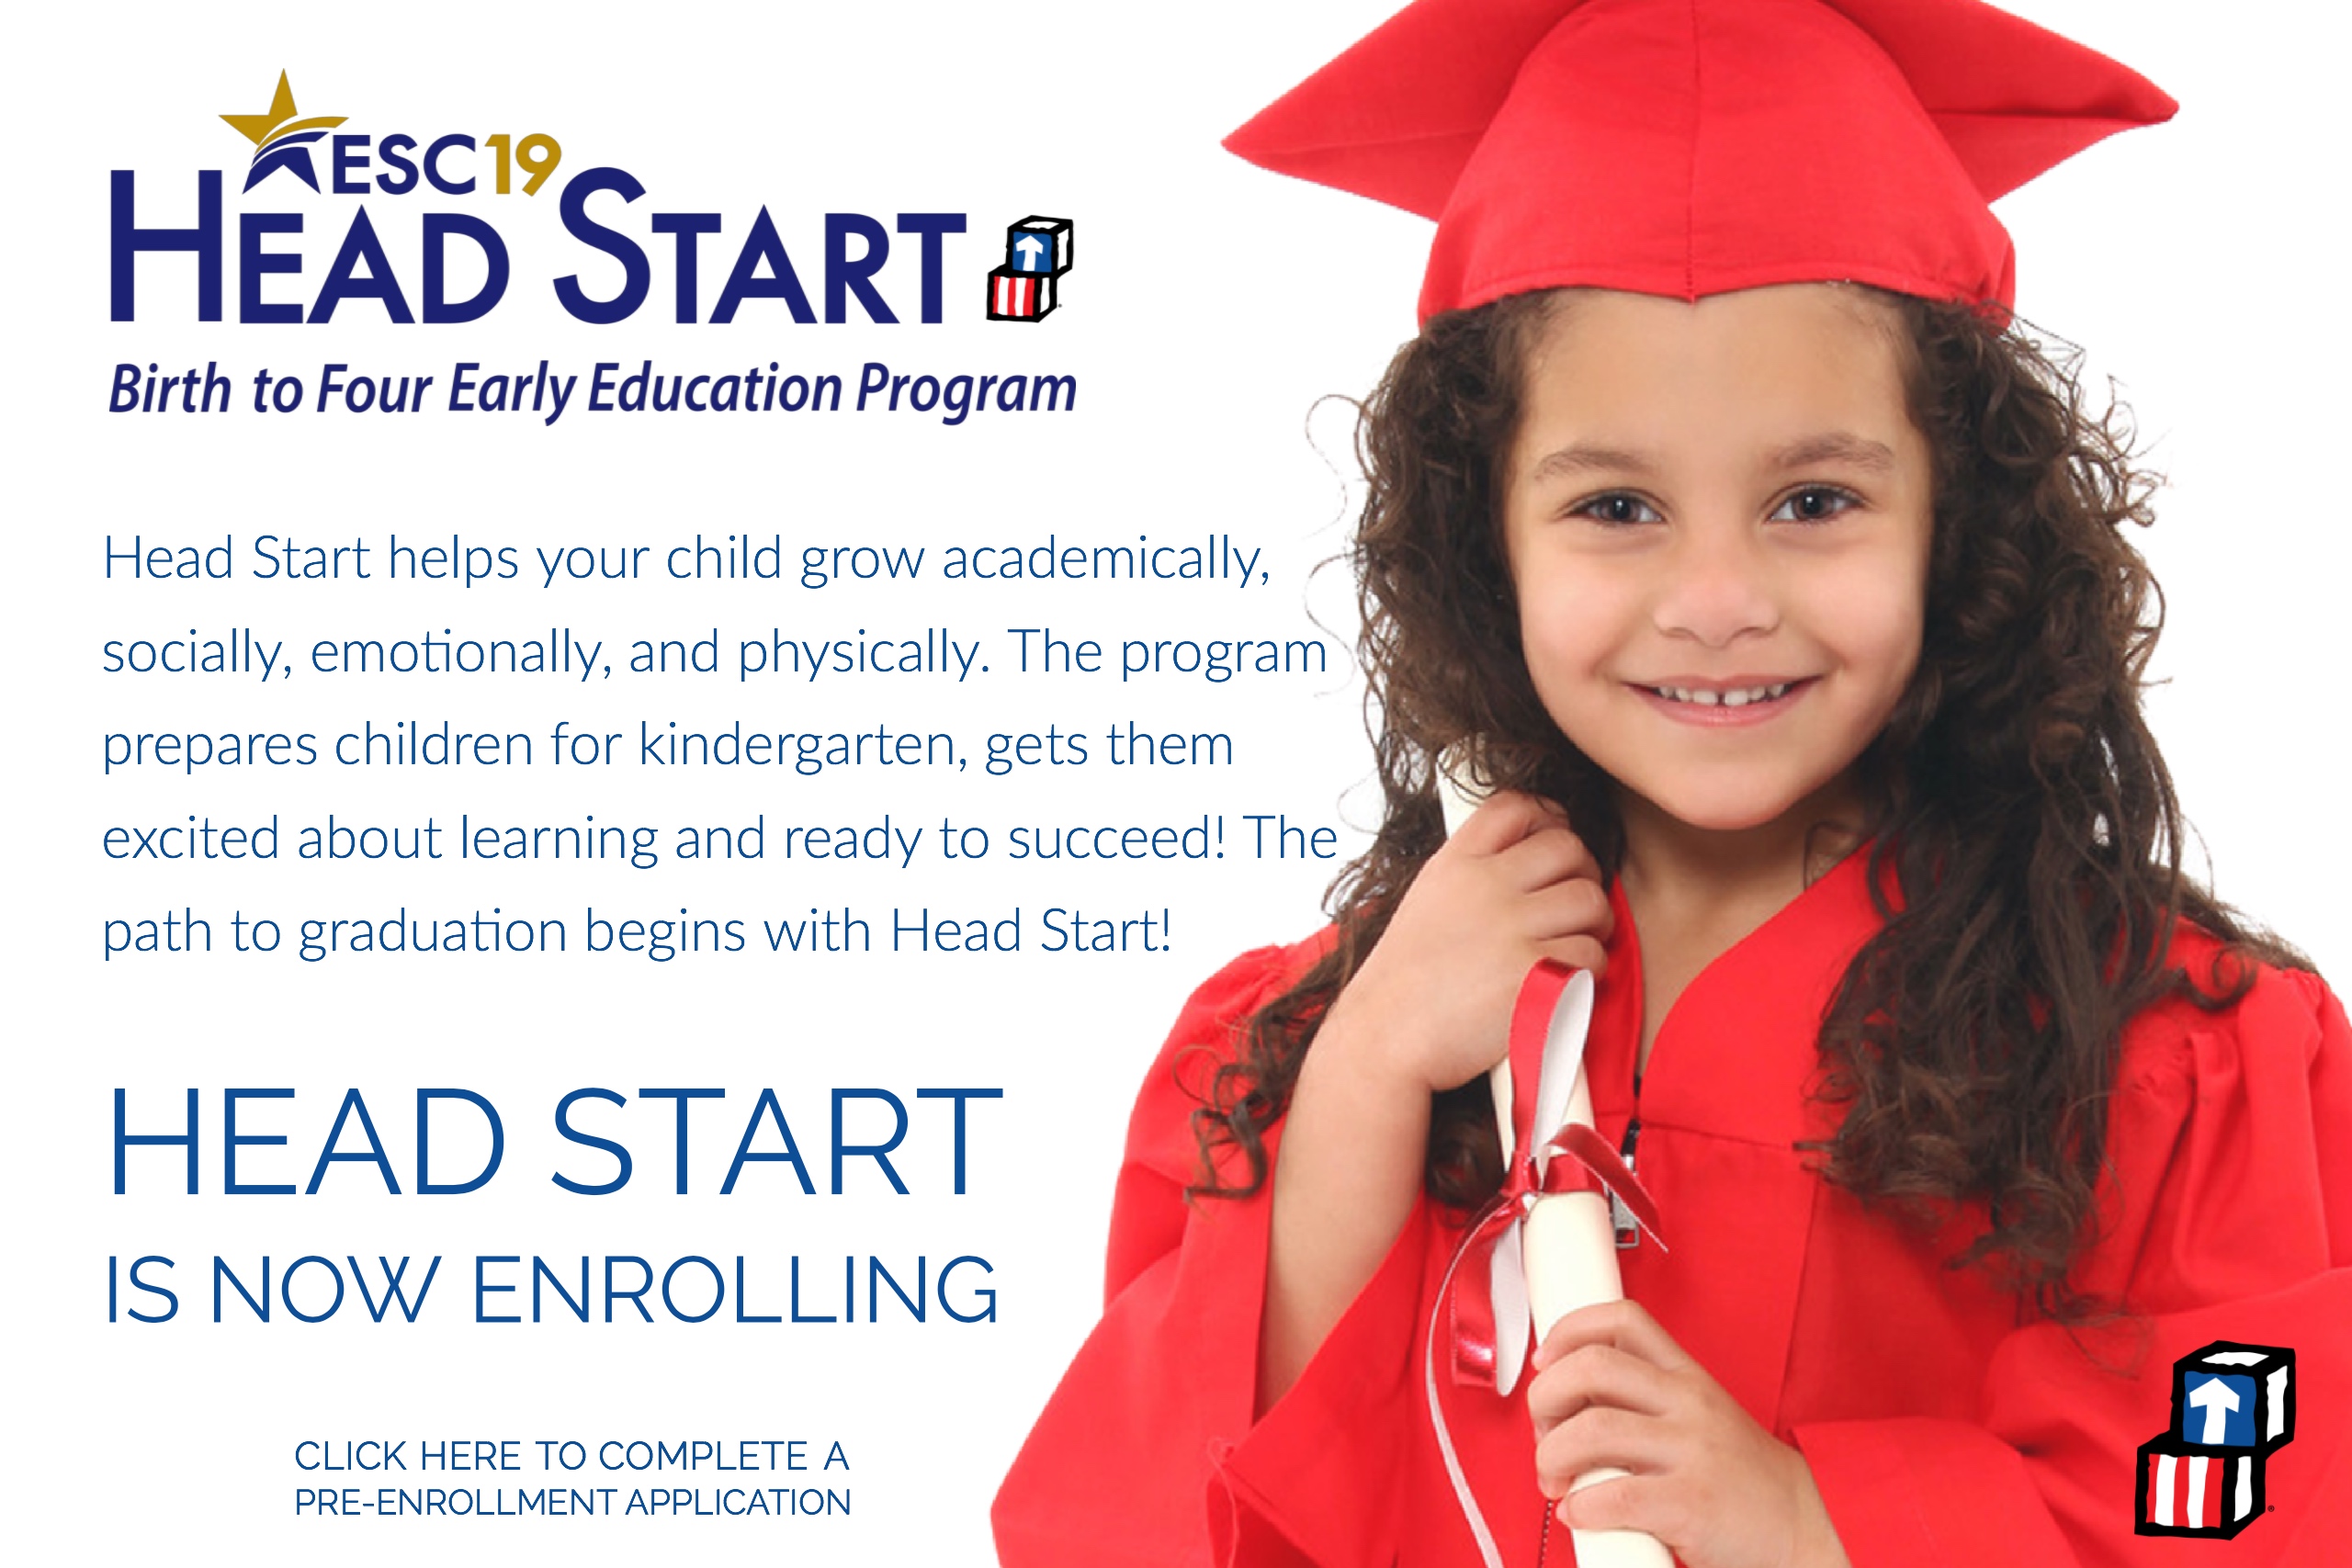 ESC19
HEAD START
Birth to Four Early Education Program
Head Start helps your child grow academically,
socially, emotionally, and physically. The program
prepares children for kindergarten, gets them
excited about learning and ready to succeed! The
path to graduation begins with Head Start!
HEAD START
IS NOW ENROLLING
CLICK HERE TO COMPLETE A
PRE-ENROLLMENT APPLICATION